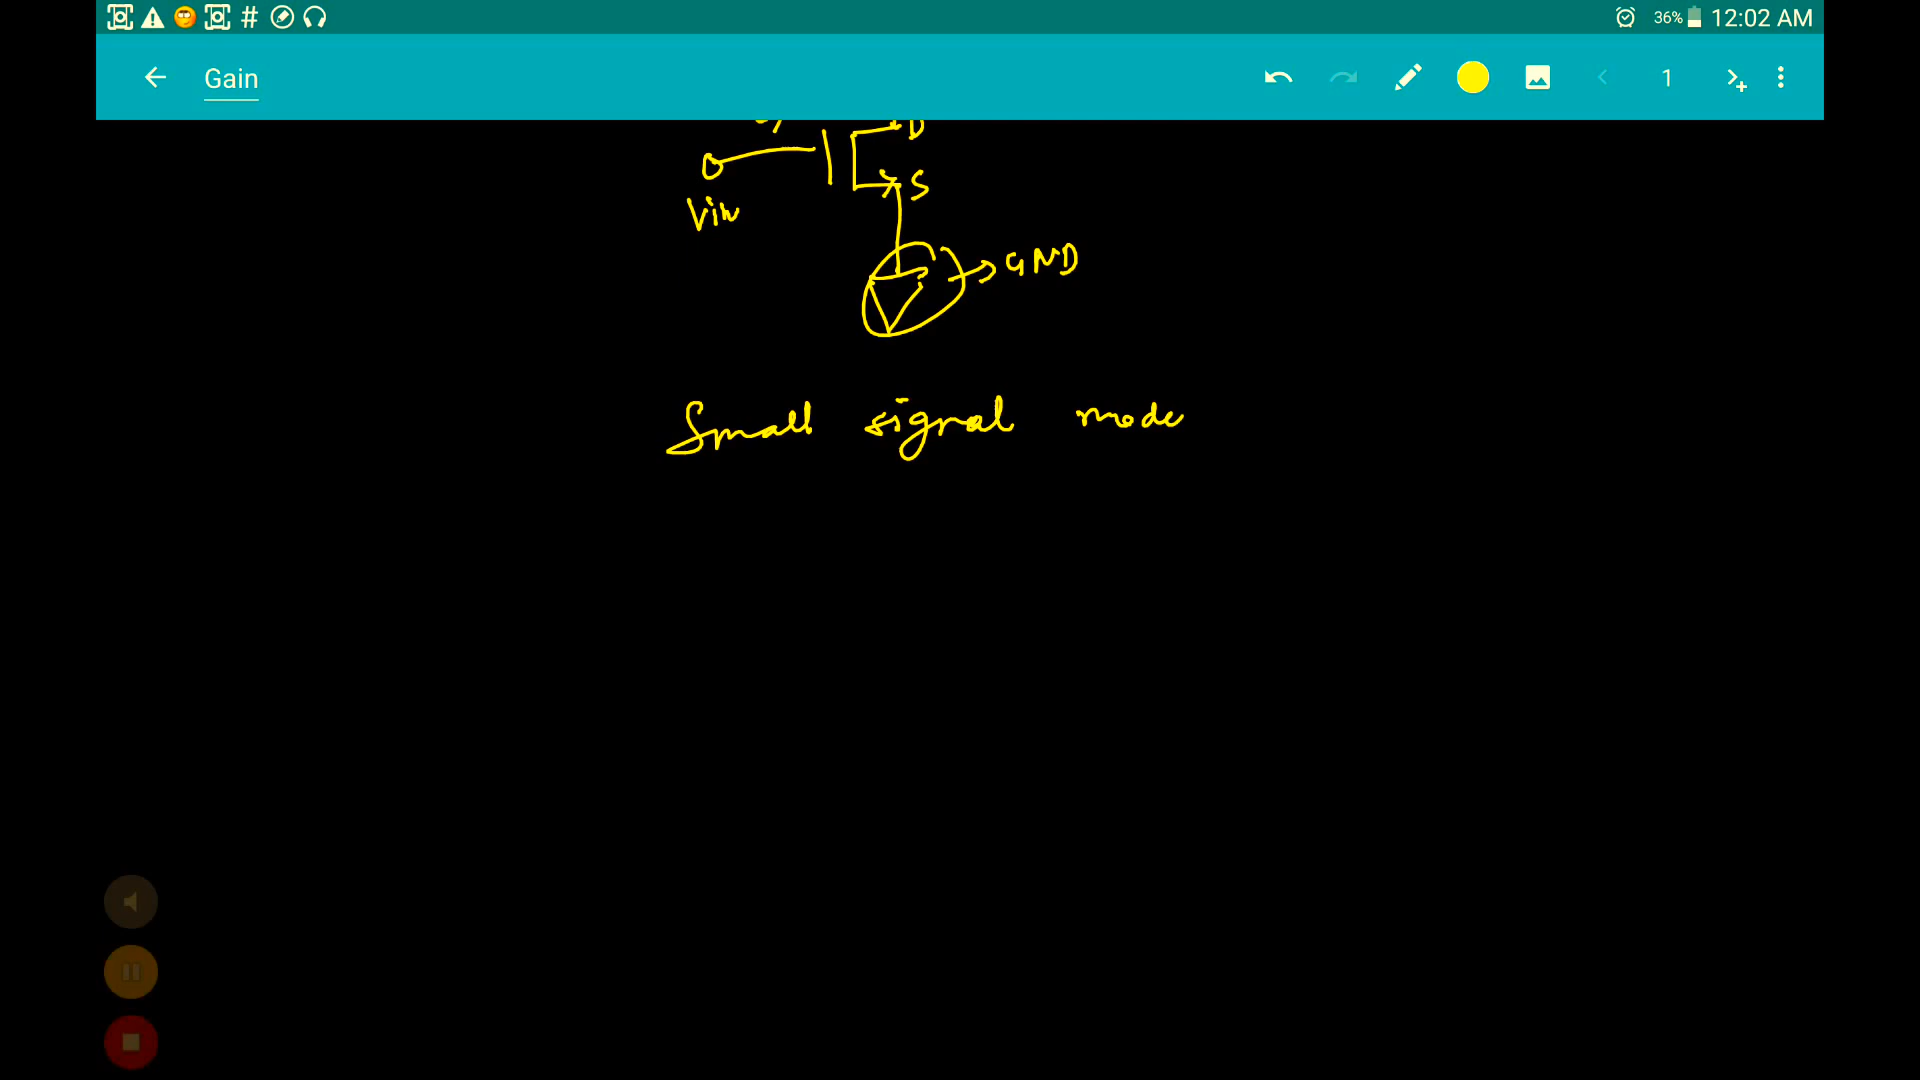 # 36% 12:02 AM
Gain 1
D
S
Vin
GND
Small signal mode